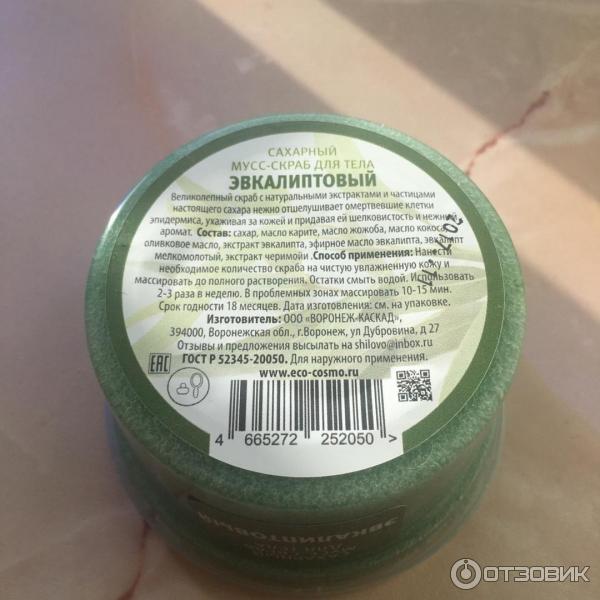 САХАРНЫЙ
МУСС-СКРАБ ДЛЯ ТЕЛА
ЭВКАЛИПТОВЫЙ
Великолепный скраб с натуральными экстрактами и частицами
настоящего сахара нежно отшелушивает омертвевшие клетки
эпидермиса, ухаживая за кожей и придавая ей шелковистость и нежный
аромат. Состав: сахар, масло карите, масло жожоба, масло кокоса,
оливковое масло, экстракт эвкалипта, эфирное масло эвкалипта, эвкалипт
мелкомолотый, экстракт черимойи .Способ применения: Нанести
необходимое количество скраба на чистую увлажненную кожу и
массировать до полного растворения. Остатки смыть водой. Использовать
2-3 раза в неделю. В проблемных зонах массировать 10-15 мин.
Срок годности 18 месяцев. Дата изготовления: см. на упаковке.
Изготовитель: ООО «ВОРОНЕЖ-КАСКАД»,
394000, Воронежская обл., г.Воронеж, ул Дубровина, д 27
Отзывы и предложения высылать на shilovo@inbox.ru
ГОСТ Р 52345-20050. Для наружного применения.
www.eco-cosmo.ru
EAC
4 665272 252050 >
ЭВКАЛИПТОВЫЙ
ОТЗОВИК